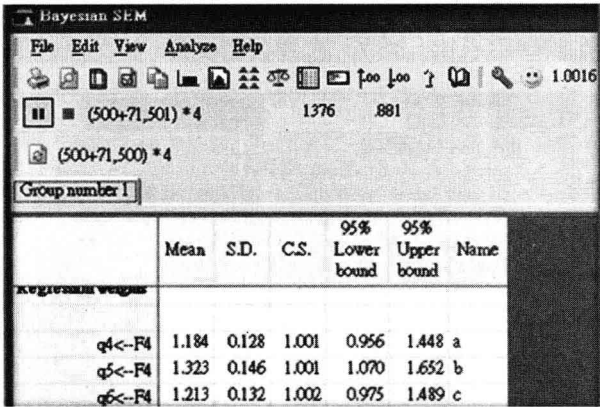 Bayesian SEM
File Edit View Analyze Help
1.0016
(500+71,501) *4 1376 .881
(500+71,500) *4
Group number 1
Mean S.D. C.S. 95% Lower bound 95% Upper bound Name
Regression weights
q4<--F4 1.184 0.128 1.001 0.956 1.448 a
q5<--F4 1.323 0.146 1.001 1.070 1.652 b
q6<--F4 1.213 0.132 1.002 0.975 1.489 c